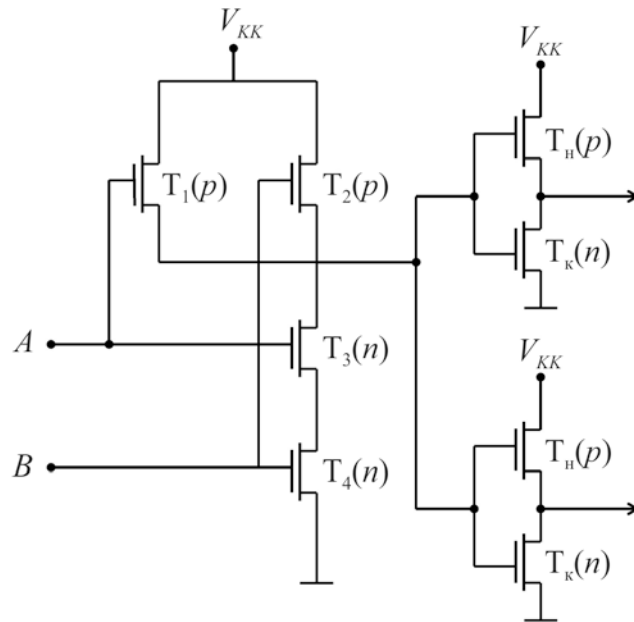 V_KK
V_KK
T₁(p)
T₂(p)
Tн(p)
Tк(n)
A
T₃(n)
V_KK
B
T₄(n)
Tн(p)
Tк(n)